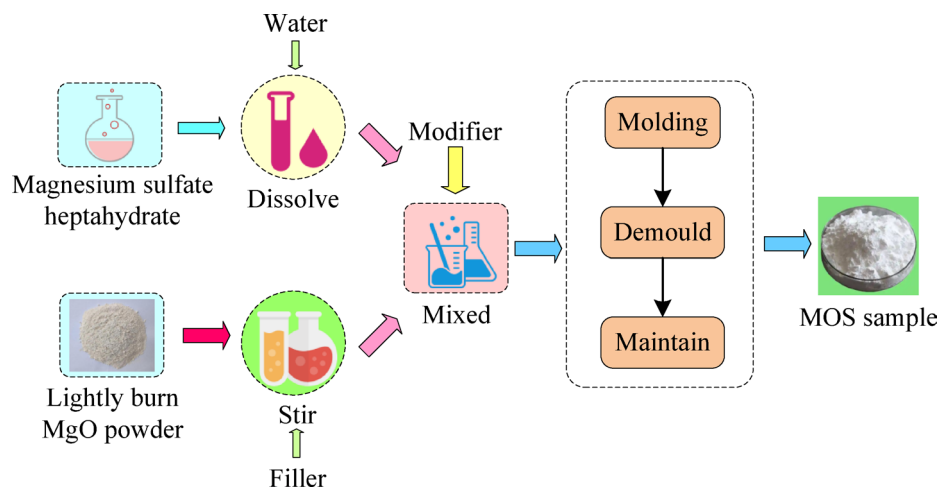 Water
Magnesium sulfate
heptahydrate
Dissolve
Modifier
Mixed
Lightly burn
MgO powder
Stir
Filler
Molding
Demould
Maintain
MOS sample